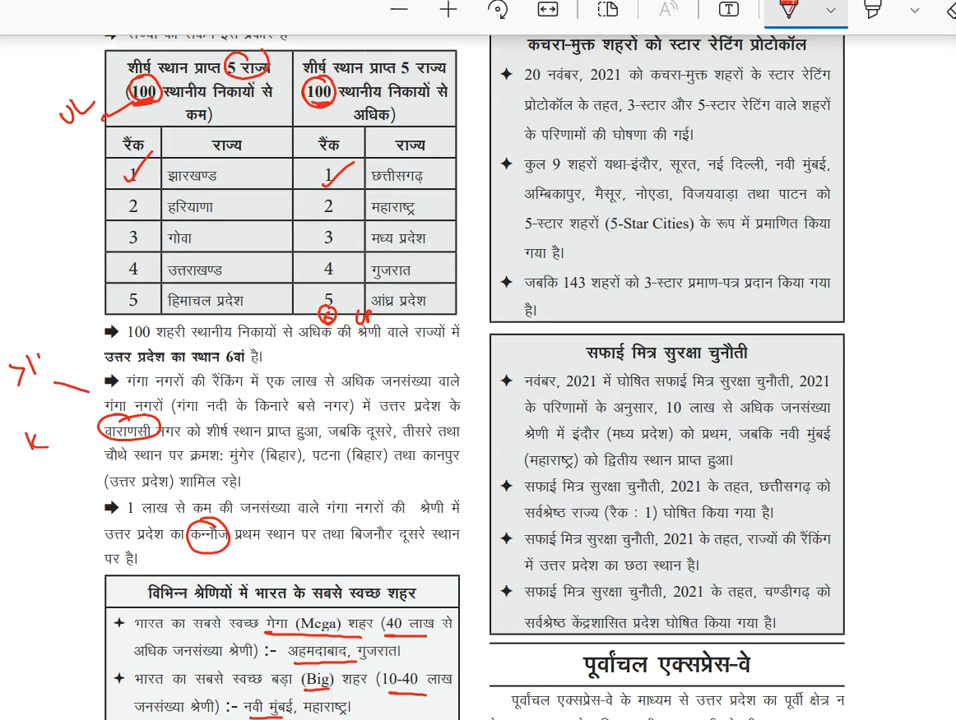 शीर्ष स्थान प्राप्त 5 राज्य
(100 स्थानीय निकायों से
कम)
शीर्ष स्थान प्राप्त 5 राज्य
(100 स्थानीय निकायों से
अधिक)
रैंक राज्य रैंक राज्य
1 झारखण्ड 1 छत्तीसगढ़
2 हरियाणा 2 महाराष्ट्र
3 गोवा 3 मध्य प्रदेश
4 उत्तराखण्ड 4 गुजरात
5 हिमाचल प्रदेश 5 आंध्र प्रदेश
UL
6 UP
➡ 100 शहरी स्थानीय निकायों से अधिक की श्रेणी वाले राज्यों में
उत्तर प्रदेश का स्थान 6वां है।
➡ गंगा नगरों की रैंकिंग में एक लाख से अधिक जनसंख्या वाले
गंगा नगरों (गंगा नदी के किनारे बसे नगर) में उत्तर प्रदेश के
वाराणसी नगर को शीर्ष स्थान प्राप्त हुआ, जबकि दूसरे, तीसरे तथा
चौथे स्थान पर क्रमश: मुंगेर (बिहार), पटना (बिहार) तथा कानपुर
(उत्तर प्रदेश) शामिल रहे।
K
➡ 1 लाख से कम की जनसंख्या वाले गंगा नगरों की श्रेणी में
उत्तर प्रदेश का कन्नौज प्रथम स्थान पर तथा बिजनौर दूसरे स्थान
पर है।
विभिन्न श्रेणियों में भारत के सबसे स्वच्छ शहर
✦ भारत का सबसे स्वच्छ मेगा (Mega) शहर (40 लाख से
अधिक जनसंख्या श्रेणी) :- अहमदाबाद, गुजरात।
✦ भारत का सबसे स्वच्छ बड़ा (Big) शहर (10-40 लाख
जनसंख्या श्रेणी) :- नवी मुंबई, महाराष्ट्र।
कचरा-मुक्त शहरों को स्टार रेटिंग प्रोटोकॉल
✦ 20 नवंबर, 2021 को कचरा-मुक्त शहरों के स्टार रेटिंग
प्रोटोकॉल के तहत, 3-स्टार और 5-स्टार रेटिंग वाले शहरों
के परिणामों की घोषणा की गई।
✦ कुल 9 शहरों यथा-इंदौर, सूरत, नई दिल्ली, नवी मुंबई,
अम्बिकापुर, मैसूर, नोएडा, विजयवाड़ा तथा पाटन को
5-स्टार शहरों (5-Star Cities) के रूप में प्रमाणित किया
गया है।
✦ जबकि 143 शहरों को 3-स्टार प्रमाण-पत्र प्रदान किया गया
है।
सफाई मित्र सुरक्षा चुनौती
✦ नवंबर, 2021 में घोषित सफाई मित्र सुरक्षा चुनौती, 2021
के परिणामों के अनुसार, 10 लाख से अधिक जनसंख्या
श्रेणी में इंदौर (मध्य प्रदेश) को प्रथम, जबकि नवी मुंबई
(महाराष्ट्र) को द्वितीय स्थान प्राप्त हुआ।
✦ सफाई मित्र सुरक्षा चुनौती, 2021 के तहत, छत्तीसगढ़ को
सर्वश्रेष्ठ राज्य (रैंक : 1) घोषित किया गया है।
✦ सफाई मित्र सुरक्षा चुनौती, 2021 के तहत, राज्यों की रैंकिंग
में उत्तर प्रदेश का छठा स्थान है।
✦ सफाई मित्र सुरक्षा चुनौती, 2021 के तहत, चण्डीगढ़ को
सर्वश्रेष्ठ केंद्रशासित प्रदेश घोषित किया गया है।
पूर्वांचल एक्सप्रेस-वे
पूर्वांचल एक्सप्रेस-वे के माध्यम से उत्तर प्रदेश का पूर्वी क्षेत्र न